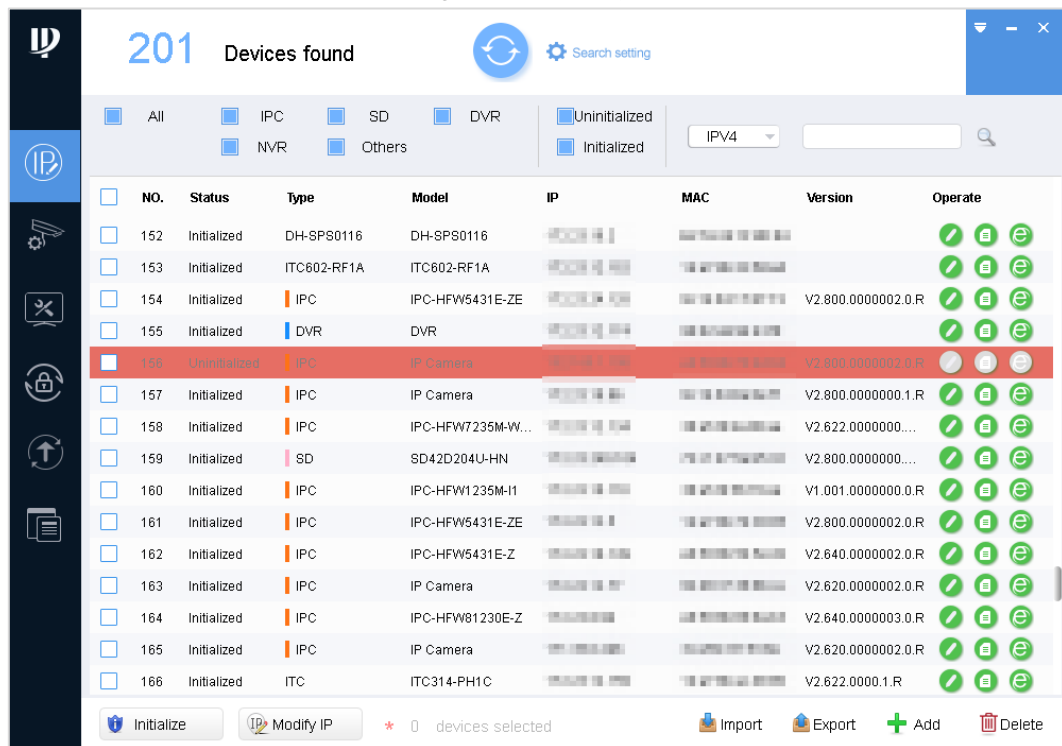 201 Devices found Search setting
All IPC SD DVR Uninitialized
NVR Others Initialized IPV4
NO. Status Type Model IP MAC Version Operate
152 Initialized DH-SPS0116 DH-SPS0116
153 Initialized ITC602-RF1A ITC602-RF1A
154 Initialized IPC IPC-HFW5431E-ZE V2.800.0000002.0.R
155 Initialized DVR DVR
156 Uninitialized IPC IP Camera V2.800.0000002.0.R
157 Initialized IPC IP Camera V2.800.0000000.1.R
158 Initialized IPC IPC-HFW7235M-W... V2.622.0000000....
159 Initialized SD SD42D204U-HN V2.800.0000000....
160 Initialized IPC IPC-HFW1235M-I1 V1.001.0000000.0.R
161 Initialized IPC IPC-HFW5431E-ZE V2.800.0000002.0.R
162 Initialized IPC IPC-HFW5431E-Z V2.640.0000002.0.R
163 Initialized IPC IP Camera V2.620.0000002.0.R
164 Initialized IPC IPC-HFW81230E-Z V2.640.0000003.0.R
165 Initialized IPC IP Camera V2.620.0000002.0.R
166 Initialized ITC ITC314-PH1C V2.622.0000.1.R
Initialize Modify IP * 0 devices selected Import Export Add Delete